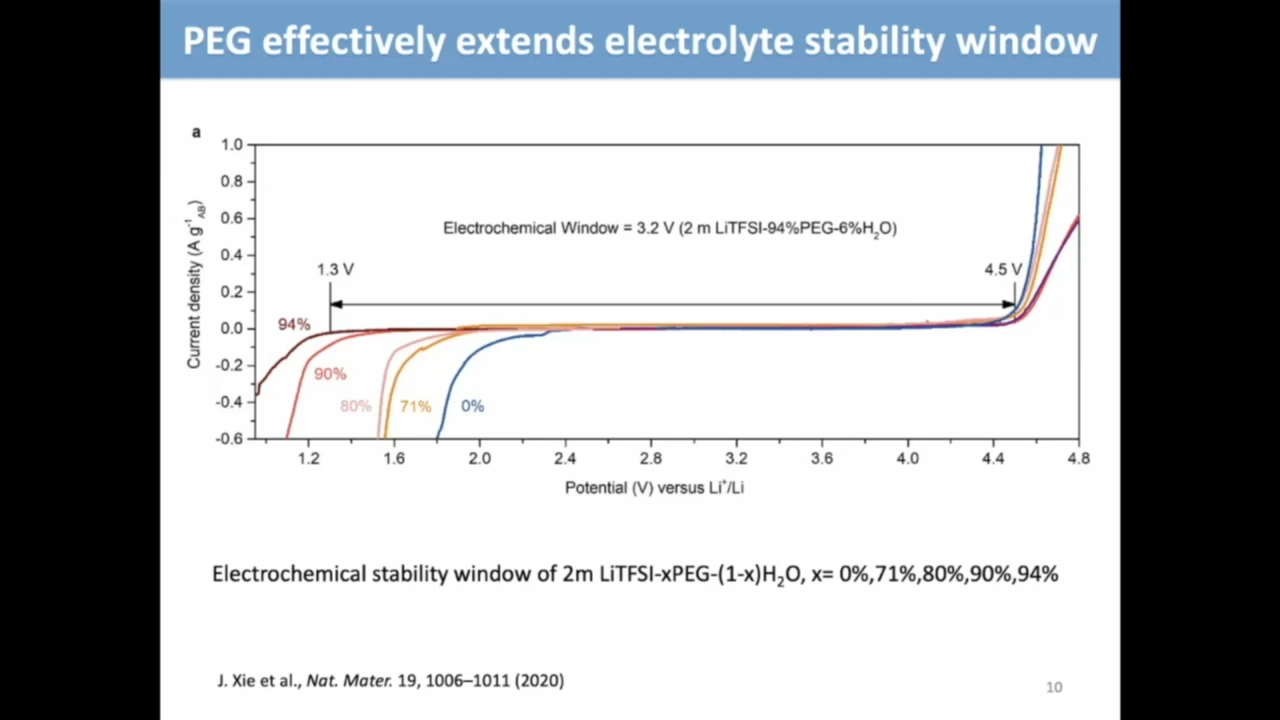 PEG effectively extends electrolyte stability window
a
1.0
0.8
0.6
0.4
0.2
0.0
-0.2
-0.4
-0.6
Current density (A g⁻¹AB)
Electrochemical Window = 3.2 V (2 m LiTFSI-94%PEG-6%H₂O)
1.3 V
4.5 V
94%
90%
80%
71%
0%
1.2 1.6 2.0 2.4 2.8 3.2 3.6 4.0 4.4 4.8
Potential (V) versus Li⁺/Li
Electrochemical stability window of 2m LiTFSI-xPEG-(1-x)H₂O, x= 0%,71%,80%,90%,94%
J. Xie et al., Nat. Mater. 19, 1006–1011 (2020)
10